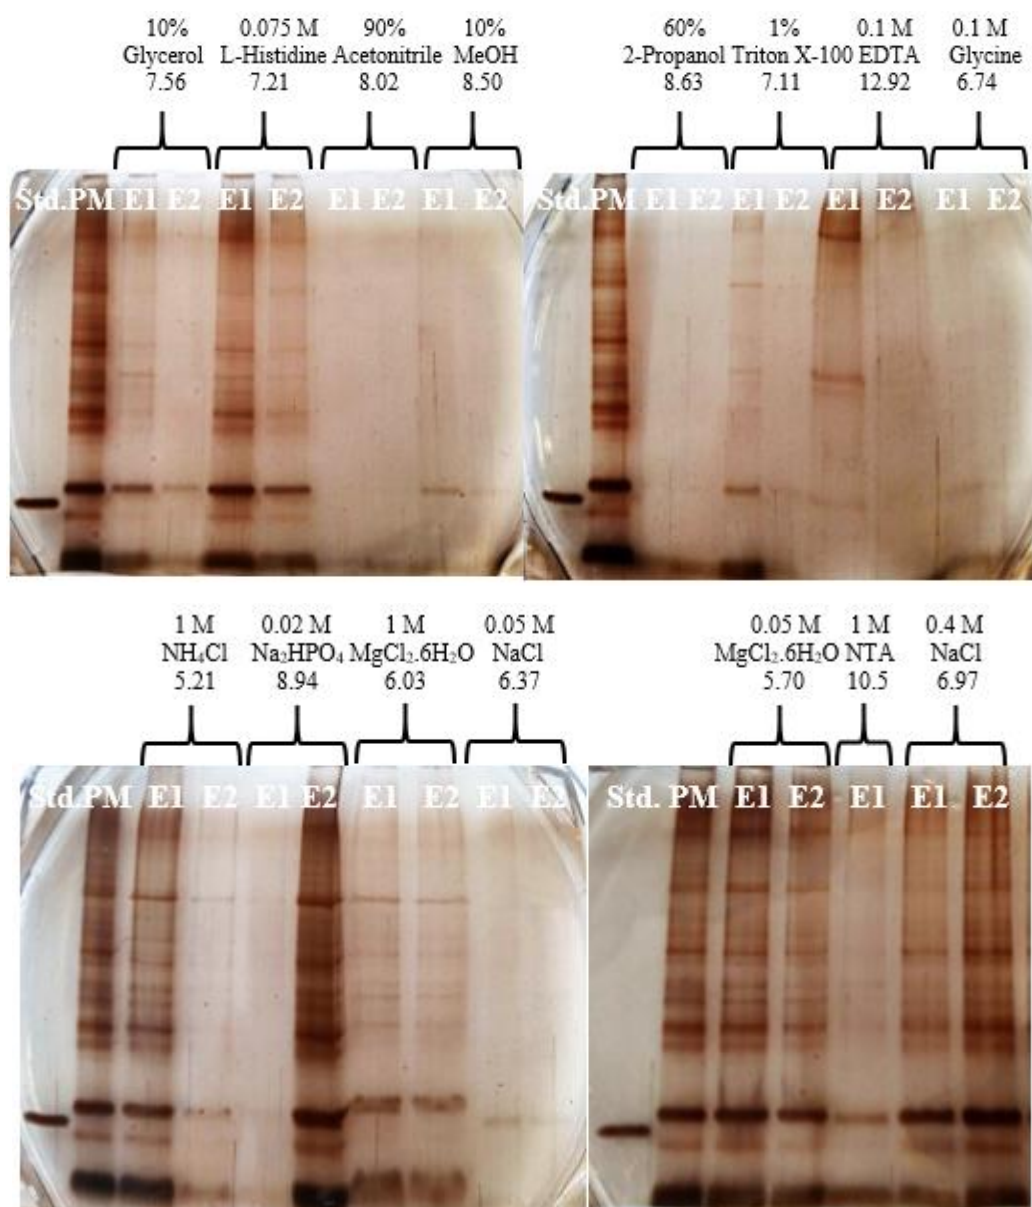 10% 0.075 M 90% 10%
Glycerol L-Histidine Acetonitrile MeOH
7.56 7.21 8.02 8.50
Std. PM E1 E2 E1 E2 E1 E2 E1 E2
60% 1% 0.1 M 0.1 M
2-Propanol Triton X-100 EDTA Glycine
8.63 7.11 12.92 6.74
Std. PM E1 E2 E1 E2 E1 E2 E1 E2
1 M 0.02 M 1 M 0.05 M
NH₄Cl Na₂HPO₄ MgCl₂.6H₂O NaCl
5.21 8.94 6.03 6.37
Std. PM E1 E2 E1 E2 E1 E2 E1 E2
0.05 M 1 M 0.4 M
MgCl₂.6H₂O NTA NaCl
5.70 10.5 6.97
Std. PM E1 E2 E1 E1 E2